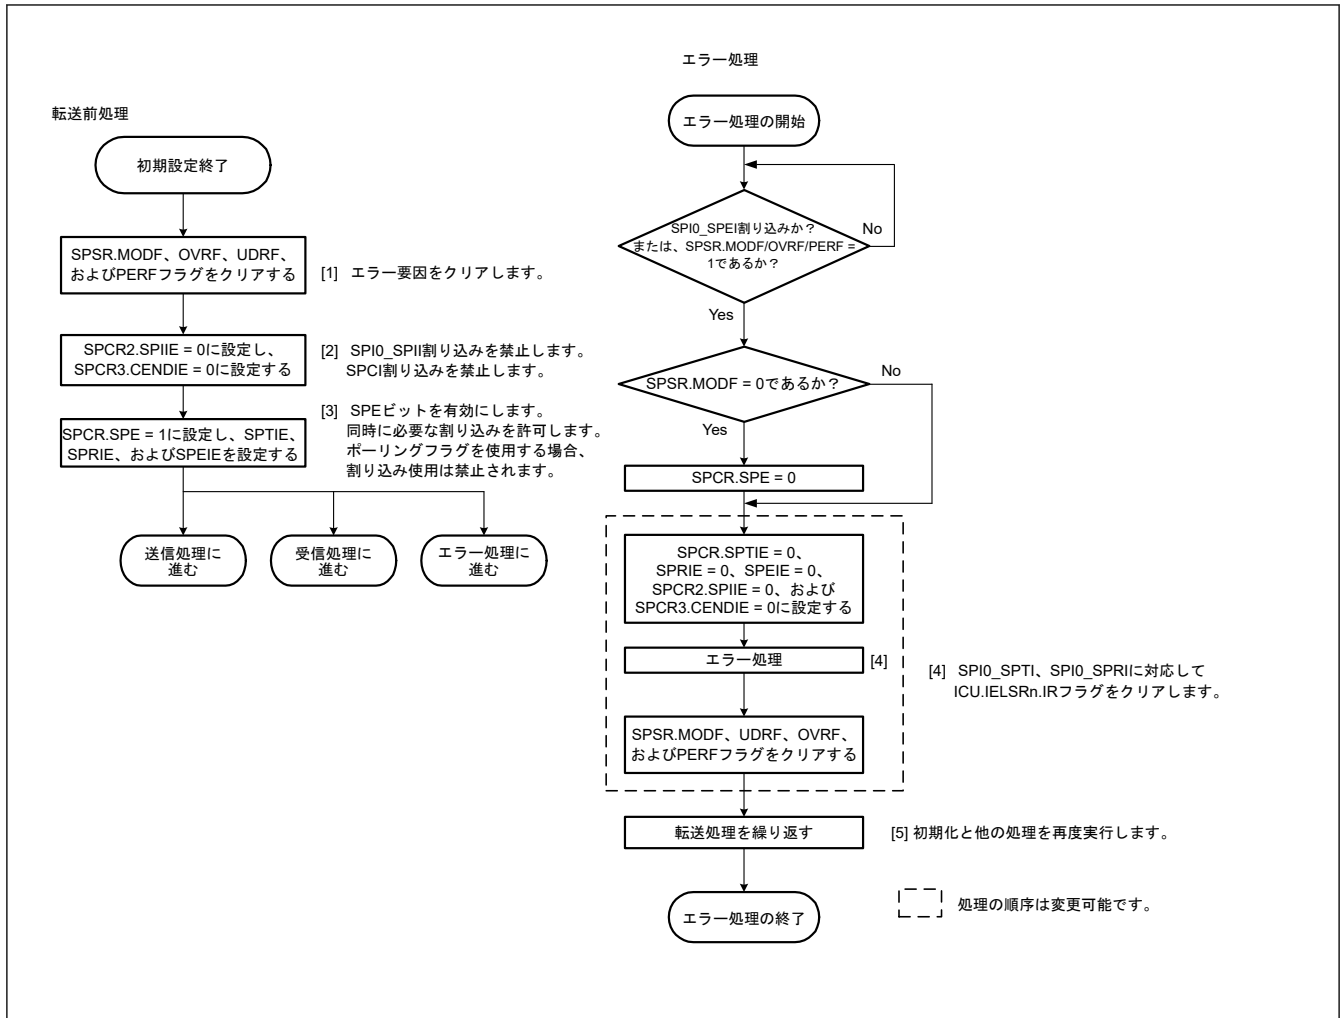 転送前処理
初期設定終了
SPSR.MODF、OVRF、UDRF、
およびPERFフラグをクリアする
[1] エラー要因をクリアします。
SPCR2.SPIIE = 0に設定し、
SPCR3.CENDIE = 0に設定する
[2] SPI0_SPII割り込みを禁止します。
SPCI割り込みを禁止します。
SPCR.SPE = 1に設定し、SPTIE、
SPRIE、およびSPEIEを設定する
[3] SPEビットを有効にします。
同時に必要な割り込みを許可します。
ポーリングフラグを使用する場合、
割り込み使用は禁止されます。
送信処理に
進む
受信処理に
進む
エラー処理に
進む
エラー処理
エラー処理の開始
SPI0_SPEI割り込みか？
または、SPSR.MODF/OVRF/PERF =
1であるか？
No
Yes
SPSR.MODF = 0であるか？
No
Yes
SPCR.SPE = 0
SPCR.SPTIE = 0、
SPRIE = 0、SPEIE = 0、
SPCR2.SPIIE = 0、および
SPCR3.CENDIE = 0に設定する
エラー処理
[4]
[4] SPI0_SPTI、SPI0_SPRIに対応して
ICU.IELSRn.IRフラグをクリアします。
SPSR.MODF、UDRF、OVRF、
およびPERFフラグをクリアする
転送処理を繰り返す
[5] 初期化と他の処理を再度実行します。
エラー処理の終了
処理の順序は変更可能です。